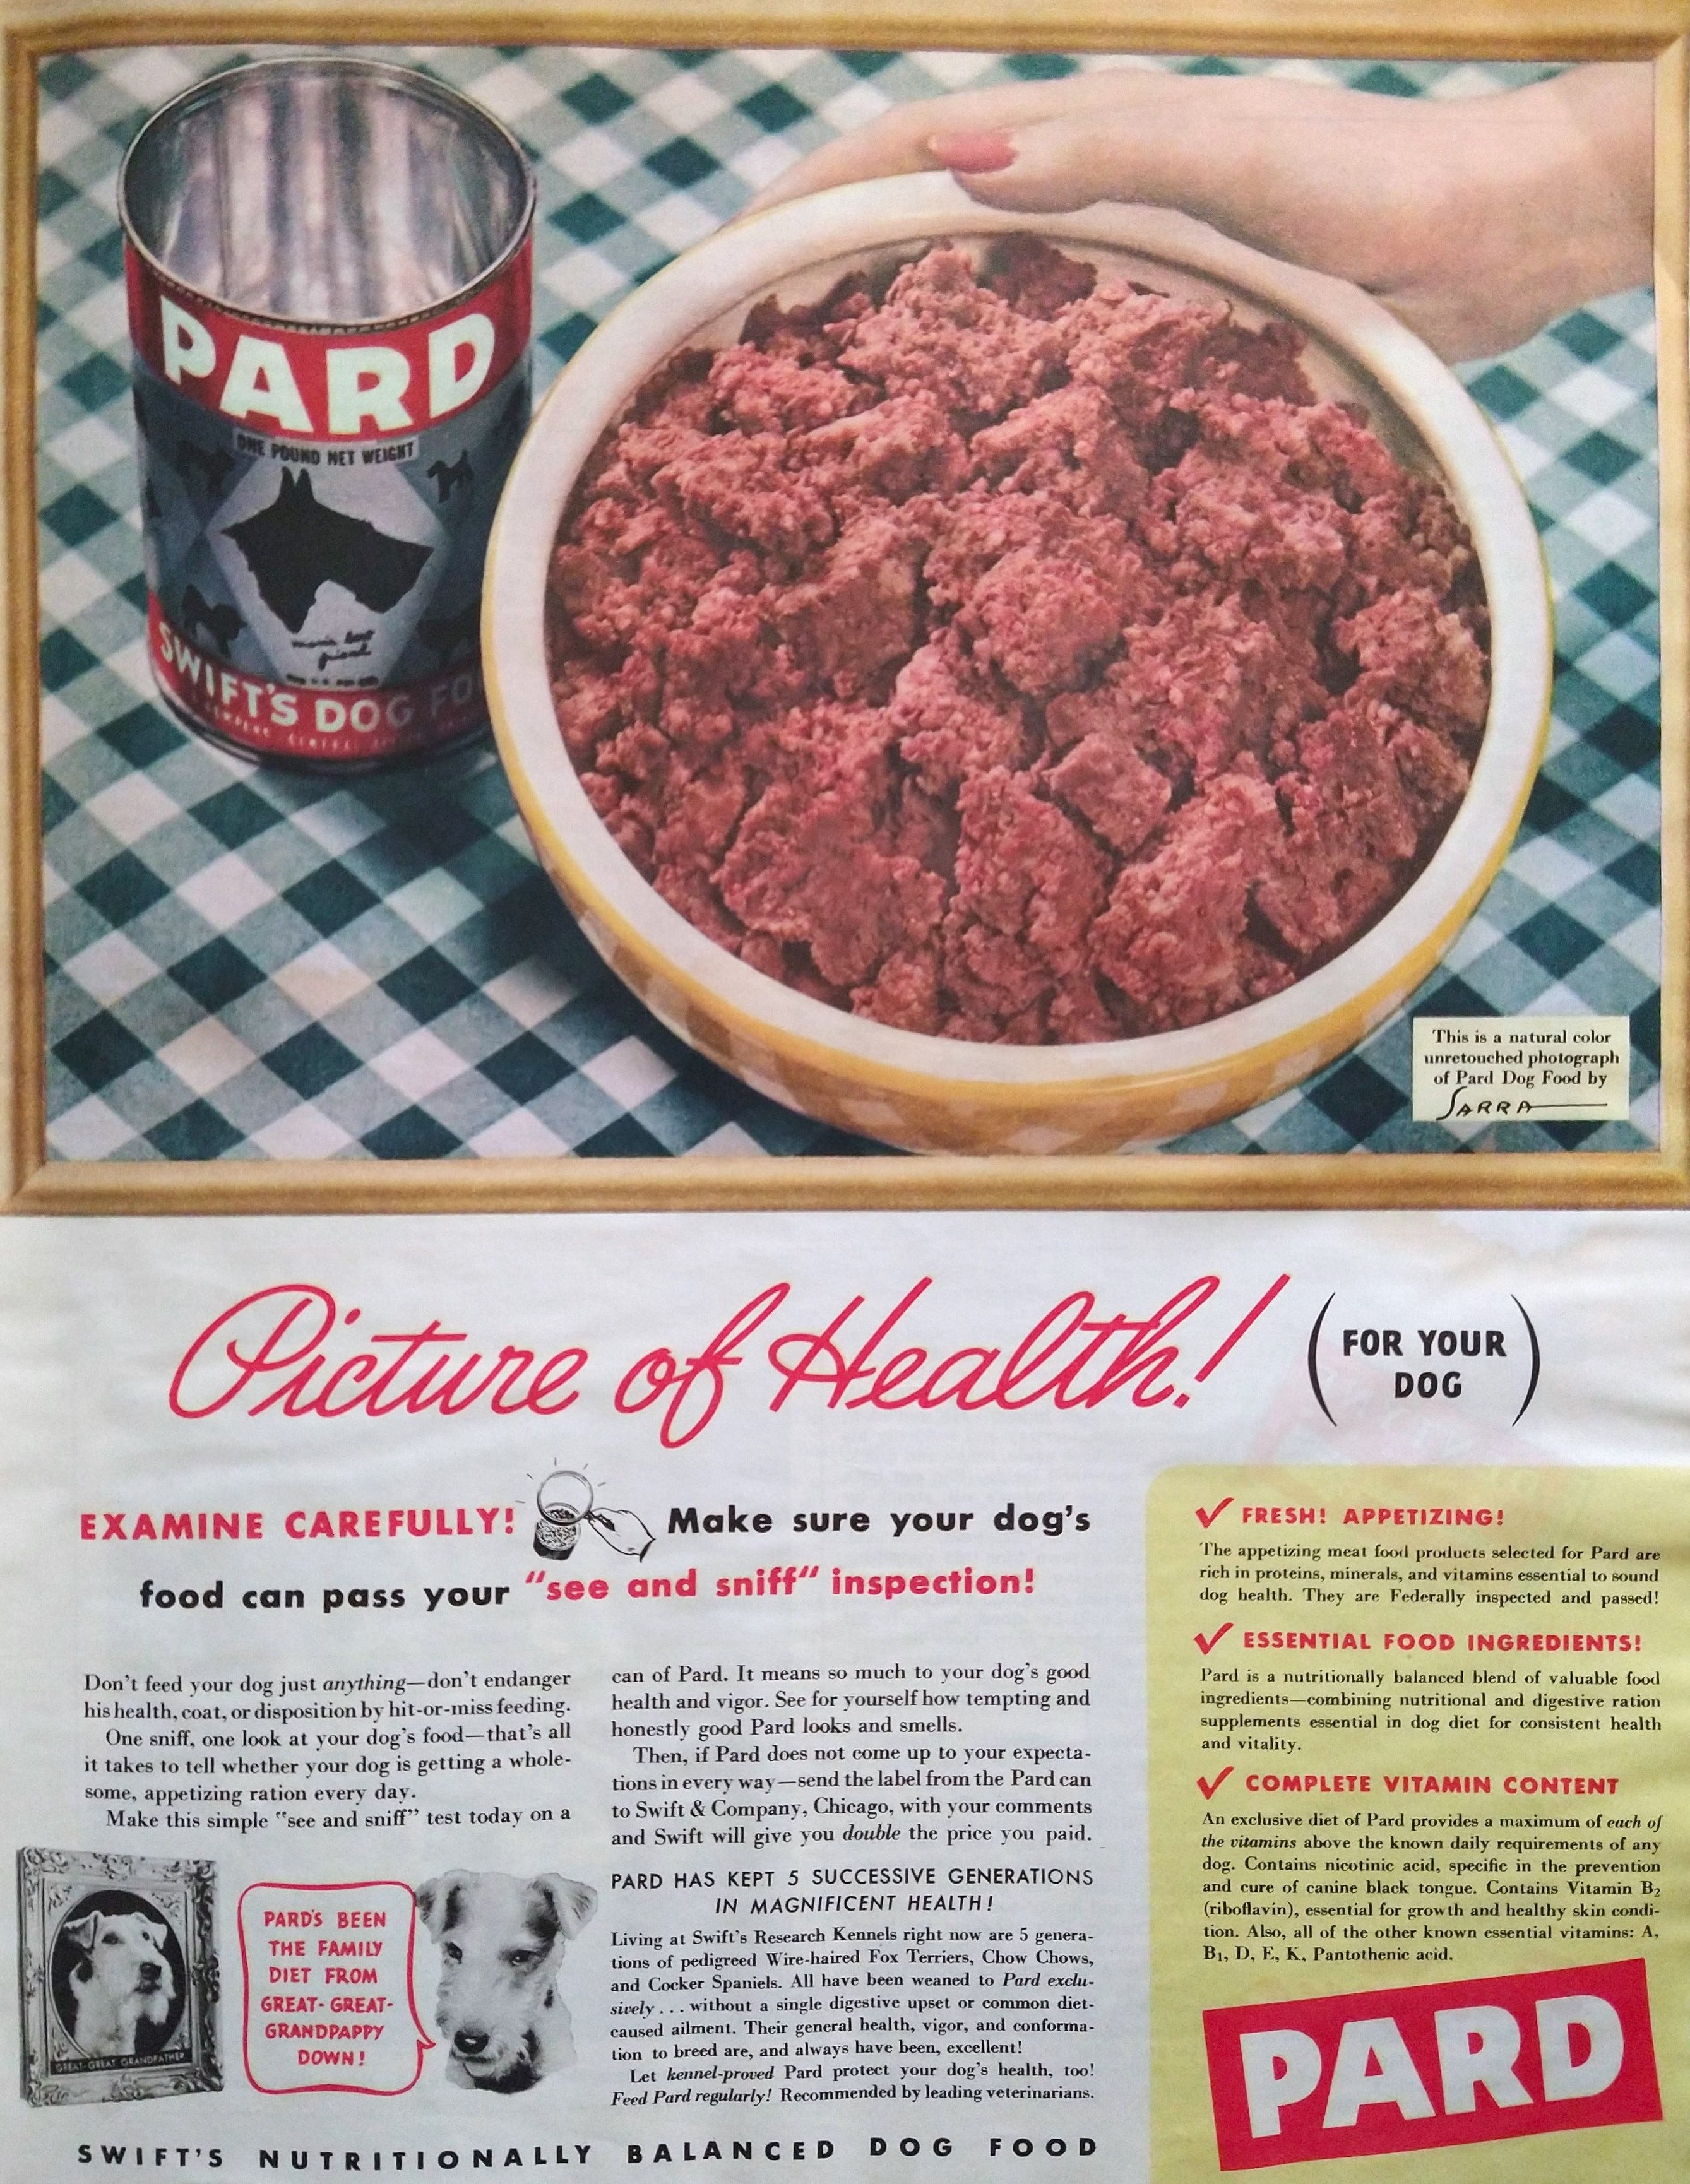 PARD
ONE POUND NET WEIGHT
man's best
friend
SWIFT'S DOG FO
This is a natural color
unretouched photograph
of Pard Dog Food by
SARRA
Picture of Health!
(FOR YOUR
DOG)
EXAMINE CAREFULLY! Make sure your dog's
food can pass your "see and sniff" inspection!
Don't feed your dog just anything—don't endanger
his health, coat, or disposition by hit-or-miss feeding.
One sniff, one look at your dog's food—that's all
it takes to tell whether your dog is getting a whole-
some, appetizing ration every day.
Make this simple "see and sniff" test today on a
can of Pard. It means so much to your dog's good
health and vigor. See for yourself how tempting and
honestly good Pard looks and smells.
Then, if Pard does not come up to your expecta-
tions in every way—send the label from the Pard can
to Swift & Company, Chicago, with your comments
and Swift will give you double the price you paid.
GREAT-GREAT GRANDFATHER
PARD'S BEEN
THE FAMILY
DIET FROM
GREAT-GREAT-
GRANDPAPPY
DOWN!
PARD HAS KEPT 5 SUCCESSIVE GENERATIONS
IN MAGNIFICENT HEALTH!
Living at Swift's Research Kennels right now are 5 genera-
tions of pedigreed Wire-haired Fox Terriers, Chow Chows,
and Cocker Spaniels. All have been weaned to Pard exclu-
sively . . . without a single digestive upset or common diet-
caused ailment. Their general health, vigor, and conforma-
tion to breed are, and always have been, excellent!
Let kennel-proved Pard protect your dog's health, too!
Feed Pard regularly! Recommended by leading veterinarians.
✓ FRESH! APPETIZING!
The appetizing meat food products selected for Pard are
rich in proteins, minerals, and vitamins essential to sound
dog health. They are Federally inspected and passed!
✓ ESSENTIAL FOOD INGREDIENTS!
Pard is a nutritionally balanced blend of valuable food
ingredients—combining nutritional and digestive ration
supplements essential in dog diet for consistent health
and vitality.
✓ COMPLETE VITAMIN CONTENT
An exclusive diet of Pard provides a maximum of each of
the vitamins above the known daily requirements of any
dog. Contains nicotinic acid, specific in the prevention
and cure of canine black tongue. Contains Vitamin B₂
(riboflavin), essential for growth and healthy skin condi-
tion. Also, all of the other known essential vitamins: A,
B₁, D, E, K, Pantothenic acid.
PARD
SWIFT'S NUTRITIONALLY BALANCED DOG FOOD